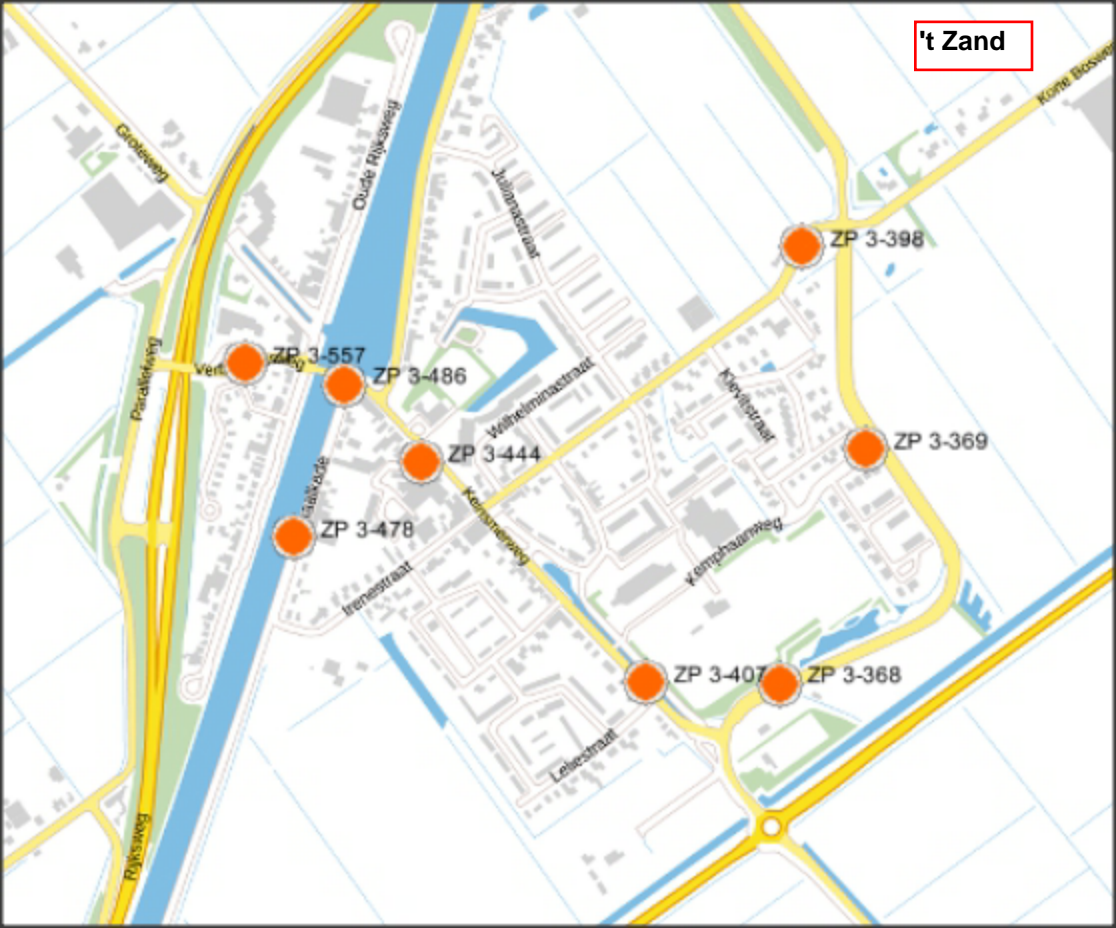 't Zand
Korte Bosweg
Groteweg
Oude Rijksweg
Julianastraat
ZP 3-398
Parallelweg
ZP 3-557
ZP 3-486
Wilhelminastraat
Kievitstraat
ZP 3-369
ZP 3-444
Keinsmerweg
ZP 3-478
Kemphaanweg
Irenestraat
ZP 3-407
ZP 3-368
Leliestraat
Rijksweg